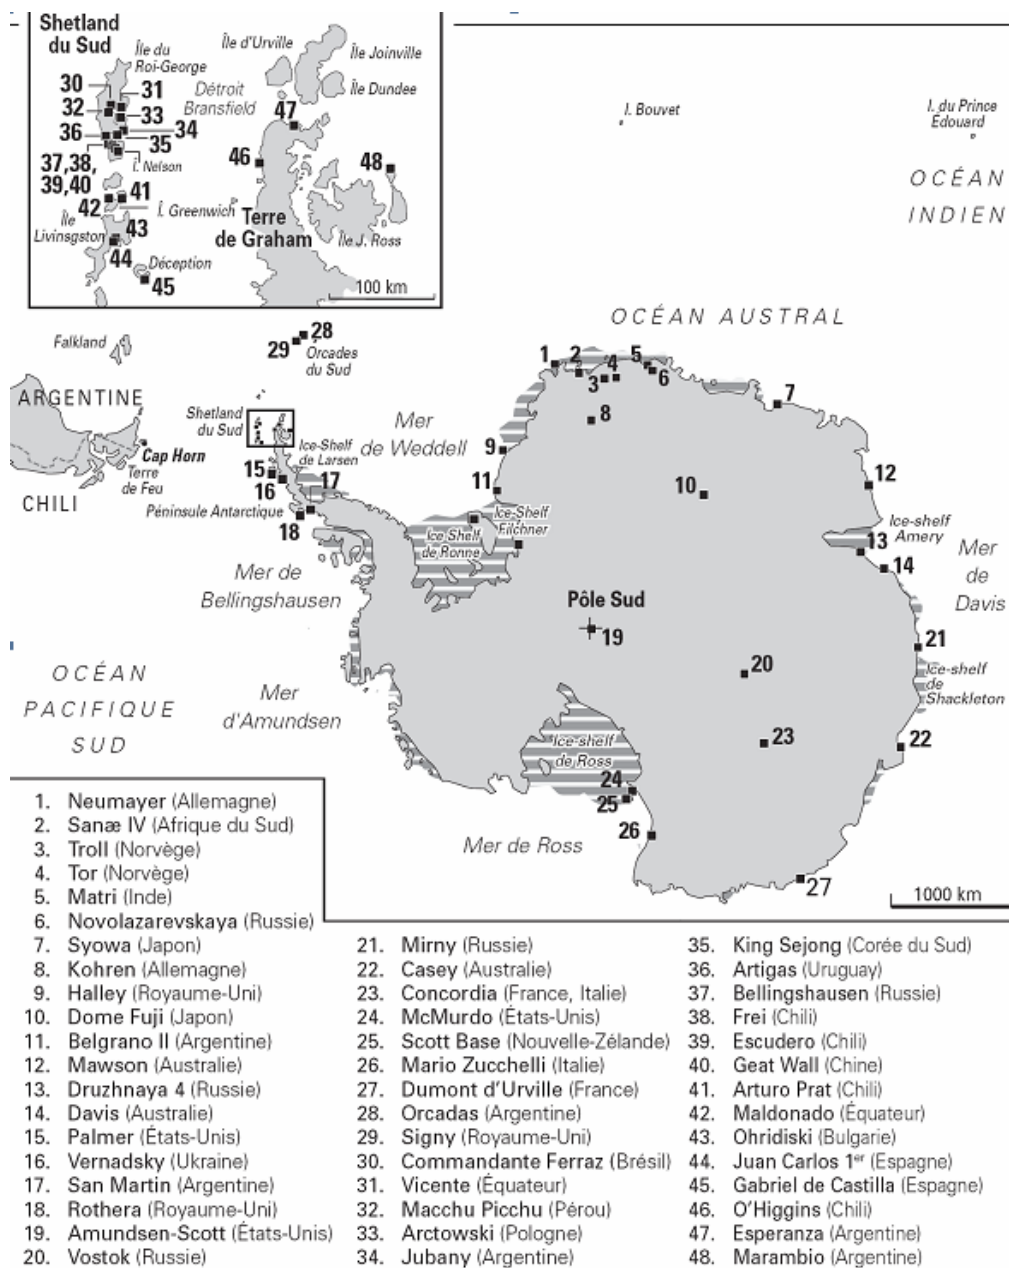 Shetland
du Sud
Île du
Roi-George
30
31
32
33
36
34
35
37,38,
39,40
Î. Nelson
41
42
Î. Greenwich
Île
Livinsgston
43
44
Déception
45
Détroit
Bransfield
Île d'Urville
Île Joinville
Île Dundee
47
46
48
Terre
de Graham
Île J. Ross
100 km
I. Bouvet
I. du Prince
Édouard
OCÉAN
INDIEN
OCÉAN AUSTRAL
Falkland
28
29
Orcades
du Sud
ARGENTINE
Shetland
du Sud
Cap Horn
Terre
de Feu
CHILI
Mer
de Weddell
Ice-Shelf
de Larsen
15
16
17
Péninsule Antarctique
18
1
2
3
4
5
6
7
8
9
10
11
12
Ice-Shelf
Filchner
Ice Shelf
de Ronne
Ice-shelf
Amery
13
14
Mer
de
Davis
Mer de
Bellingshausen
Pôle Sud
19
20
21
Ice-shelf
de
Shackleton
OCÉAN
PACIFIQUE
SUD
Mer
d'Amundsen
Ice-shelf
de Ross
22
23
24
25
26
Mer de Ross
27
1000 km
1. Neumayer (Allemagne)
2. Sanæ IV (Afrique du Sud)
3. Troll (Norvège)
4. Tor (Norvège)
5. Matri (Inde)
6. Novolazarevskaya (Russie)
7. Syowa (Japon)
8. Kohren (Allemagne)
9. Halley (Royaume-Uni)
10. Dome Fuji (Japon)
11. Belgrano II (Argentine)
12. Mawson (Australie)
13. Druzhnaya 4 (Russie)
14. Davis (Australie)
15. Palmer (États-Unis)
16. Vernadsky (Ukraine)
17. San Martin (Argentine)
18. Rothera (Royaume-Uni)
19. Amundsen-Scott (États-Unis)
20. Vostok (Russie)
21. Mirny (Russie)
22. Casey (Australie)
23. Concordia (France, Italie)
24. McMurdo (États-Unis)
25. Scott Base (Nouvelle-Zélande)
26. Mario Zucchelli (Italie)
27. Dumont d'Urville (France)
28. Orcadas (Argentine)
29. Signy (Royaume-Uni)
30. Commandante Ferraz (Brésil)
31. Vicente (Équateur)
32. Macchu Picchu (Pérou)
33. Arctowski (Pologne)
34. Jubany (Argentine)
35. King Sejong (Corée du Sud)
36. Artigas (Uruguay)
37. Bellingshausen (Russie)
38. Frei (Chili)
39. Escudero (Chili)
40. Geat Wall (Chine)
41. Arturo Prat (Chili)
42. Maldonado (Équateur)
43. Ohridiski (Bulgarie)
44. Juan Carlos 1er (Espagne)
45. Gabriel de Castilla (Espagne)
46. O'Higgins (Chili)
47. Esperanza (Argentine)
48. Marambio (Argentine)